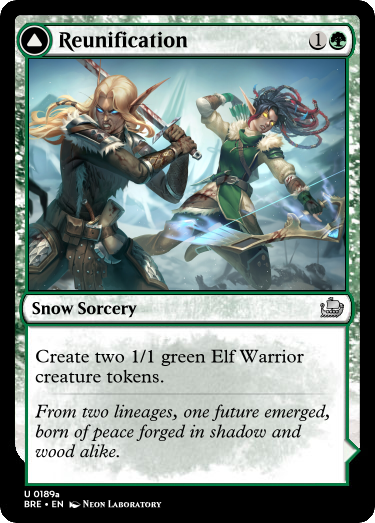 Reunification 1
Snow Sorcery
Create two 1/1 green Elf Warrior
creature tokens.
From two lineages, one future emerged,
born of peace forged in shadow and
wood alike.
U 0189a
BRE • EN Neon Laboratory